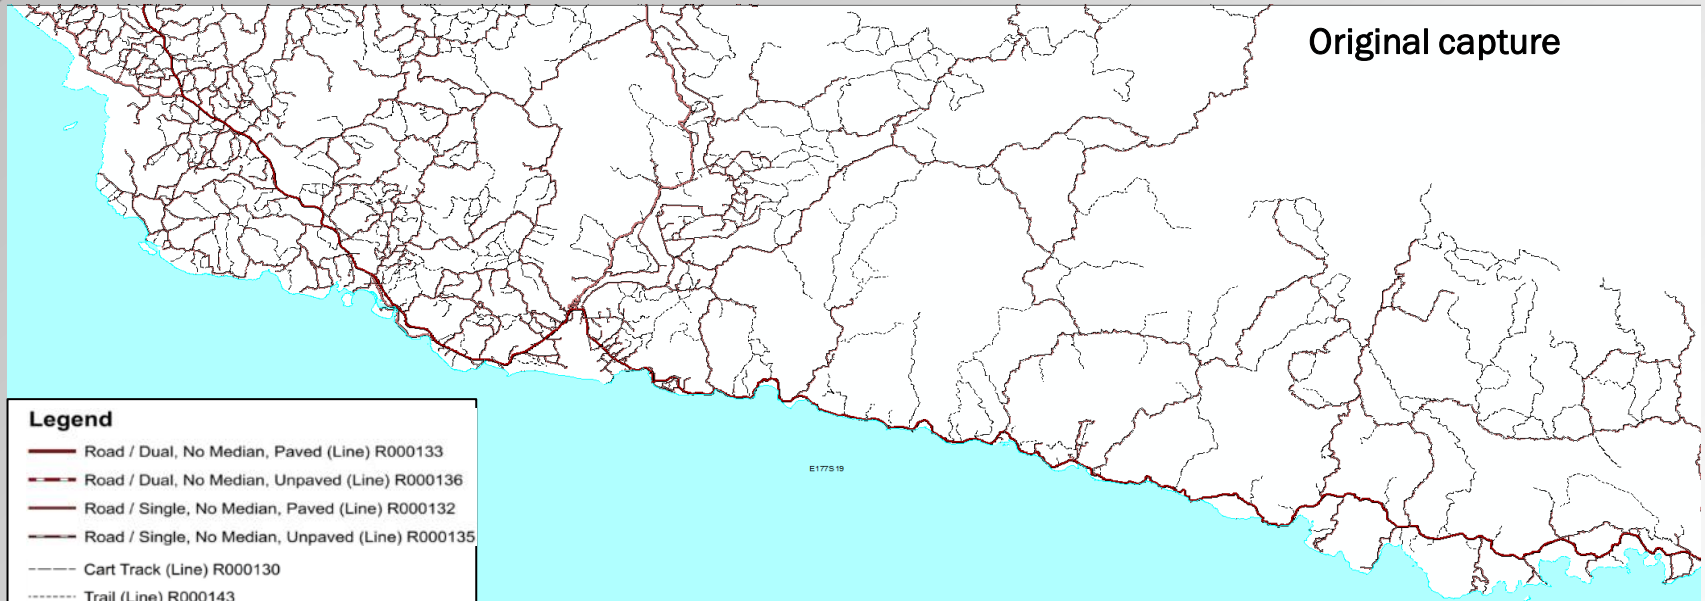 Original capture
Legend
Road / Dual, No Median, Paved (Line) R000133
Road / Dual, No Median, Unpaved (Line) R000136
Road / Single, No Median, Paved (Line) R000132
Road / Single, No Median, Unpaved (Line) R000135
E177S19
Cart Track (Line) R000130
Trail (Line) R000143